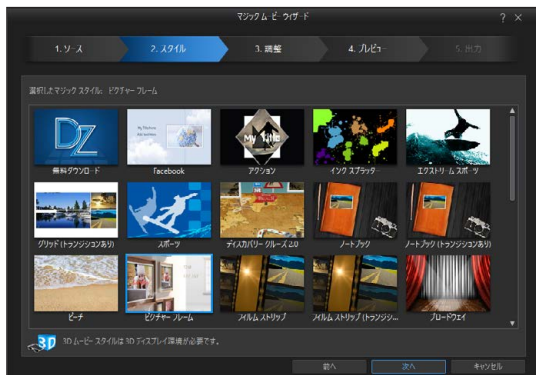 マジック ムービー ウィザード
? ×
1. ソース
2. スタイル
3. 調整
4. プレビュー
5. 出力
選択したマジック スタイル: ピクチャー フレーム
DZ
My Title
無料ダウンロード
Facebook
アクション
インク スプラッター
エクストリーム スポーツ
グリッド (トランジションあり)
スポーツ
ディスカバリー クルーズ 2.0
ノートブック
ノートブック (トランジションあり)
ビーチ
ピクチャー フレーム
フィルム ストリップ
フィルム ストリップ (トランジシ...
ブロードウェイ
3D
3D ムービー スタイルは 3D ディスプレイ環境が必要です。
前へ
次へ
キャンセル